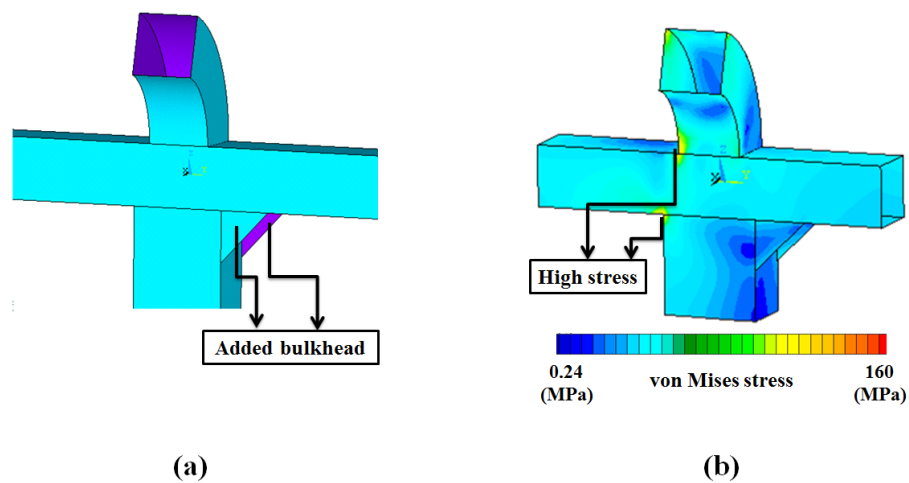 Z
X Y
Added bulkhead
(a)
Z
X Y
High stress
0.24
(MPa)
von Mises stress
160
(MPa)
(b)